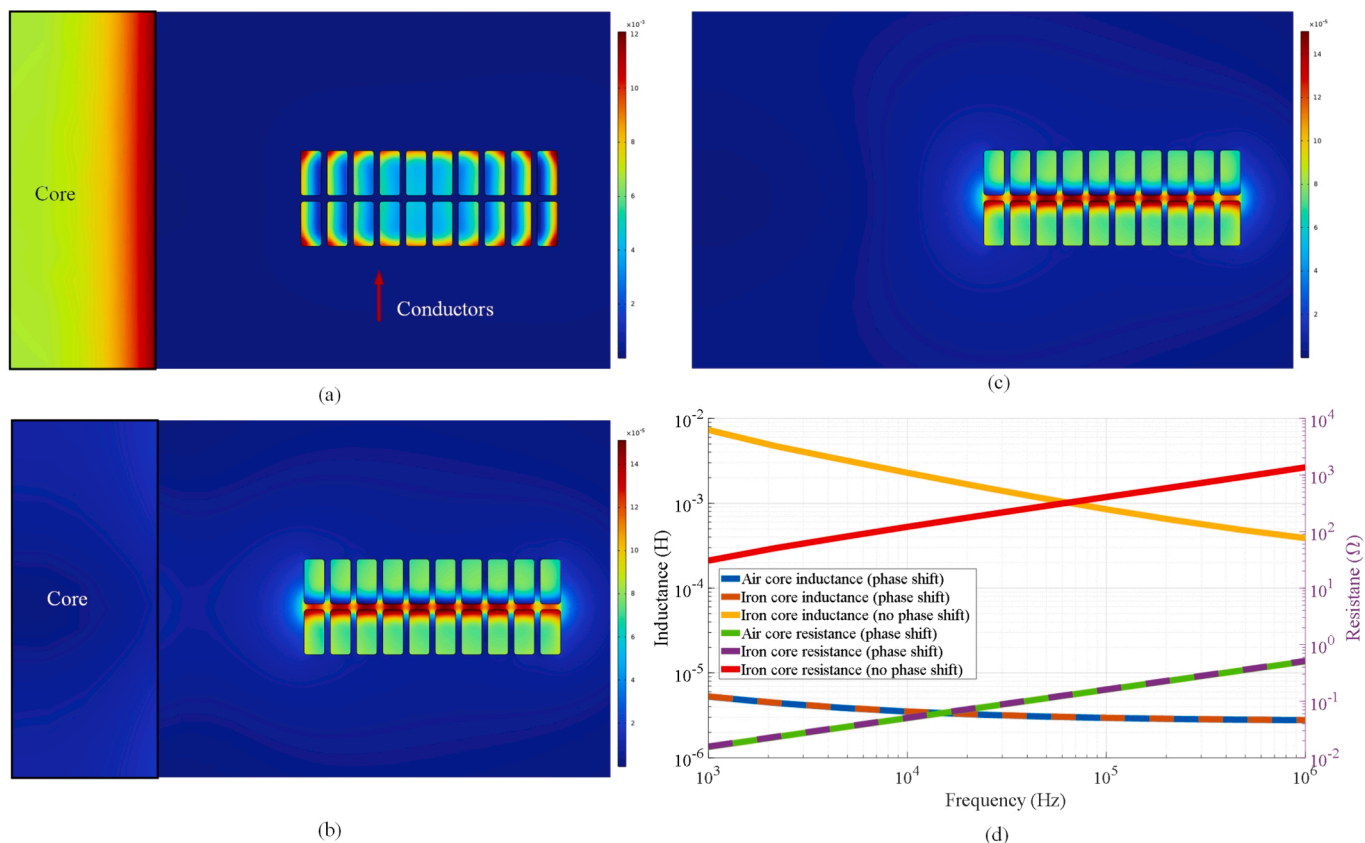 ×10⁻³
12
10
8
6
4
2
Core
Conductors
(a)
×10⁻⁶
14
12
10
8
6
4
2
(c)
×10⁻⁶
14
12
10
8
6
4
2
Core
(b)
10⁻²
10⁻³
10⁻⁴
10⁻⁵
10⁻⁶
Inductance (H)
10⁴
10³
10²
10¹
10⁰
10⁻¹
10⁻²
Resistane (Ω)
Air core inductance (phase shift)
Iron core inductance (phase shift)
Iron core inductance (no phase shift)
Air core resistance (phase shift)
Iron core resistance (phase shift)
Iron core resistance (no phase shift)
10³
10⁴
10⁵
10⁶
Frequency (Hz)
(d)